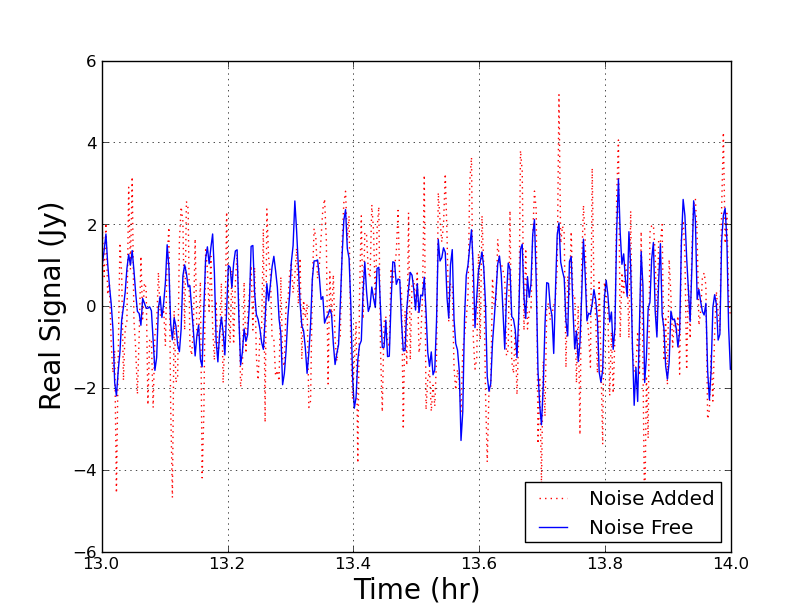 6
4
2
0
−2
−4
−6
Real Signal (Jy)
Noise Added
Noise Free
13.0 13.2 13.4 13.6 13.8 14.0
Time (hr)